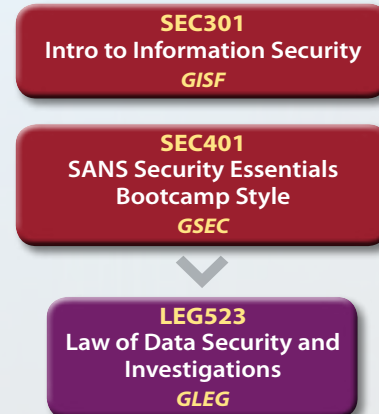 SEC301
Intro to Information Security
GISF
SEC401
SANS Security Essentials
Bootcamp Style
GSEC
LEG523
Law of Data Security and
Investigations
GLEG